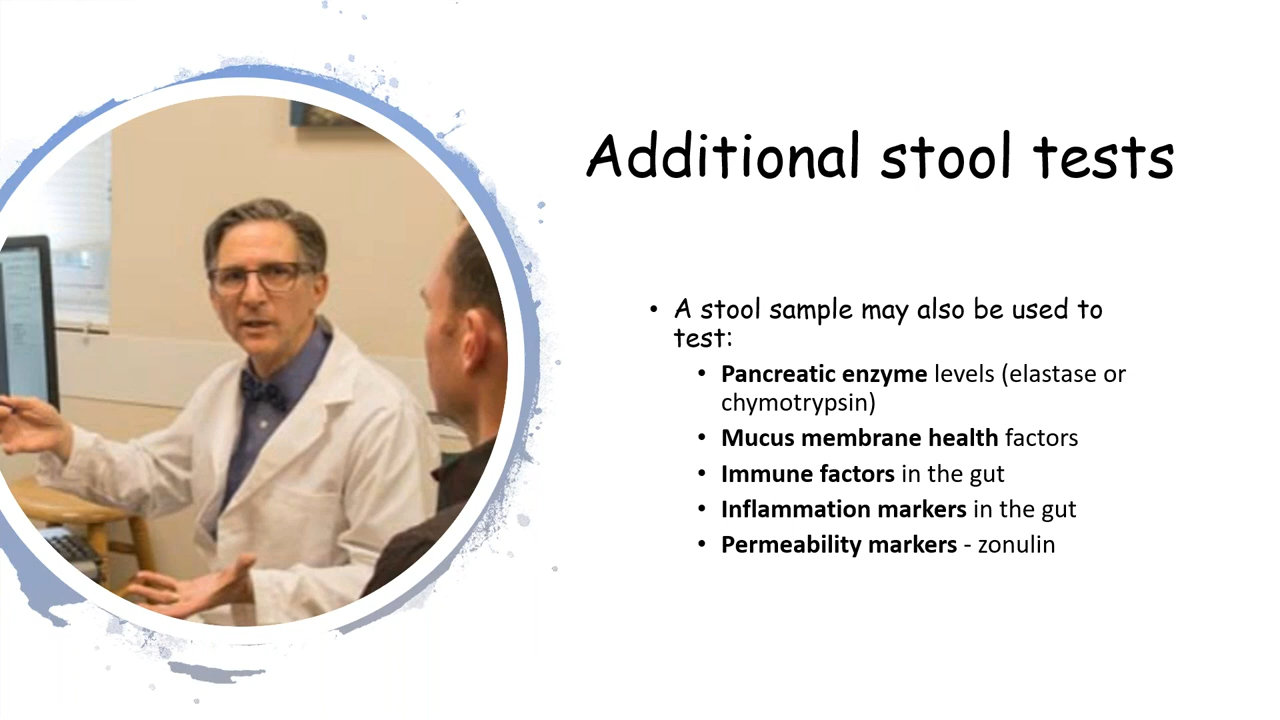 Additional stool tests
• A stool sample may also be used to
test:
• Pancreatic enzyme levels (elastase or
chymotrypsin)
• Mucus membrane health factors
• Immune factors in the gut
• Inflammation markers in the gut
• Permeability markers - zonulin